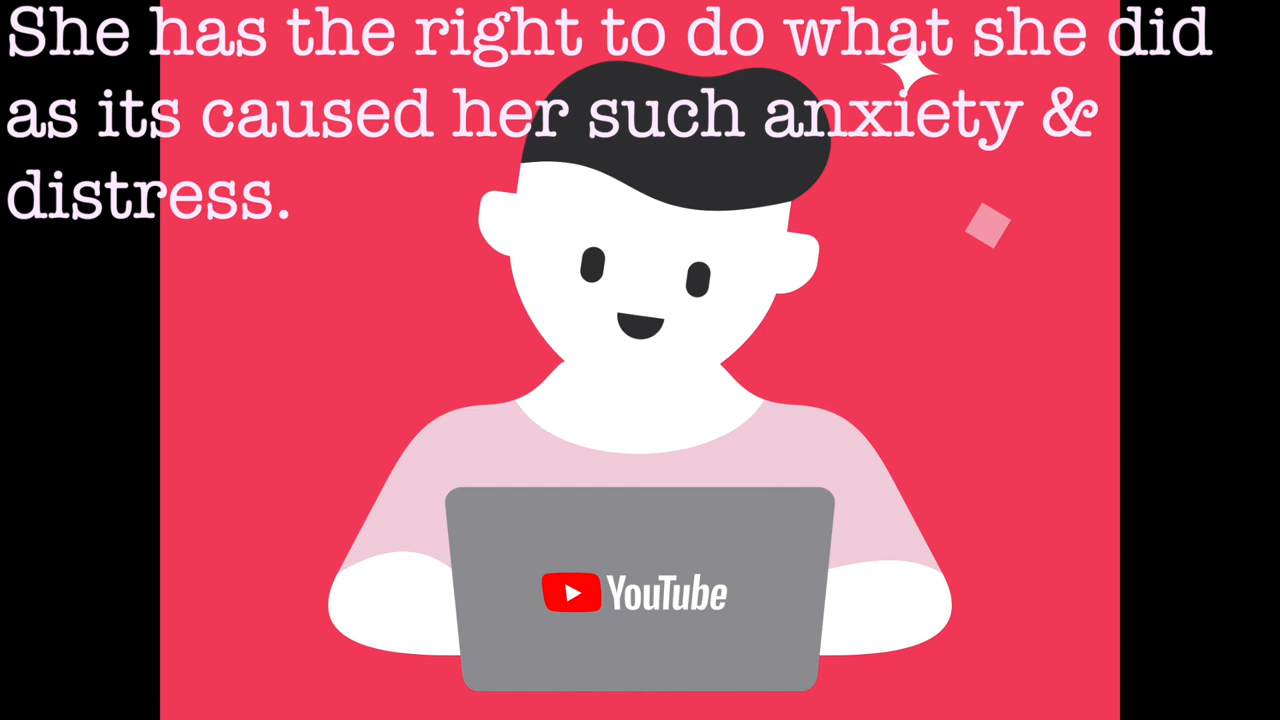 She has the right to do what she did
as its caused her such anxiety &
distress.
YouTube